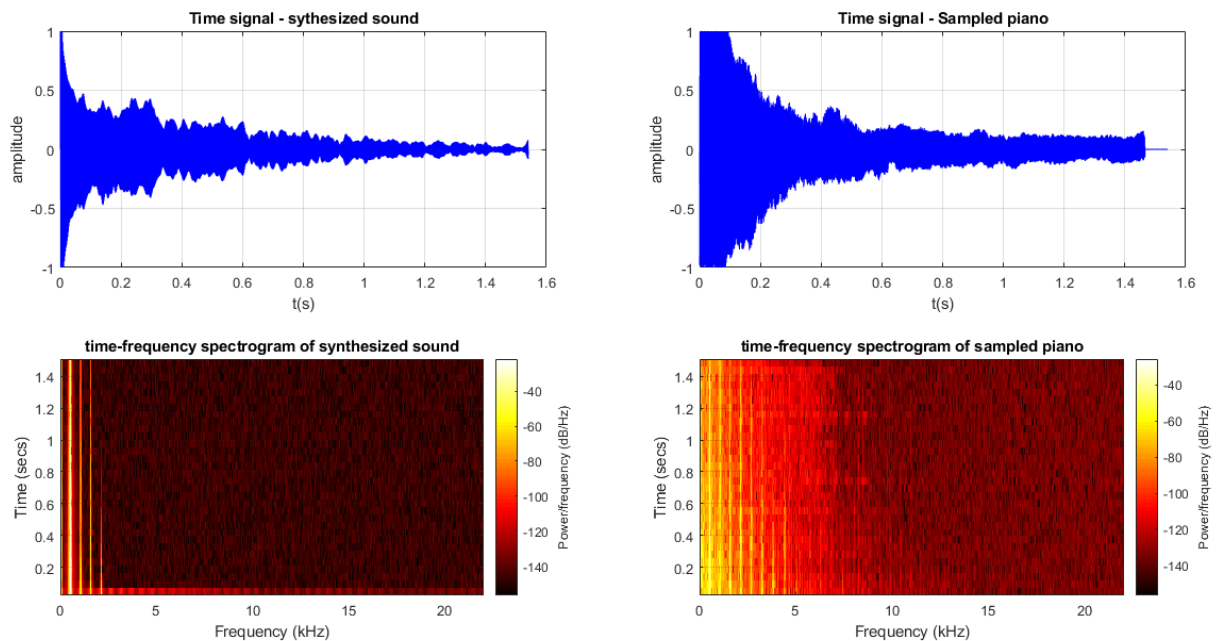 Time signal - sythesized sound
1
0.5
0
-0.5
-1
amplitude
0 0.2 0.4 0.6 0.8 1 1.2 1.4 1.6
t(s)
Time signal - Sampled piano
1
0.5
0
-0.5
-1
amplitude
0 0.2 0.4 0.6 0.8 1 1.2 1.4 1.6
t(s)
time-frequency spectrogram of synthesized sound
1.4
1.2
1
0.8
0.6
0.4
0.2
Time (secs)
0 5 10 15 20
Frequency (kHz)
-40
-60
-80
-100
-120
-140
Power/frequency (dB/Hz)
time-frequency spectrogram of sampled piano
1.4
1.2
1
0.8
0.6
0.4
0.2
Time (secs)
0 5 10 15 20
Frequency (kHz)
-40
-60
-80
-100
-120
-140
Power/frequency (dB/Hz)